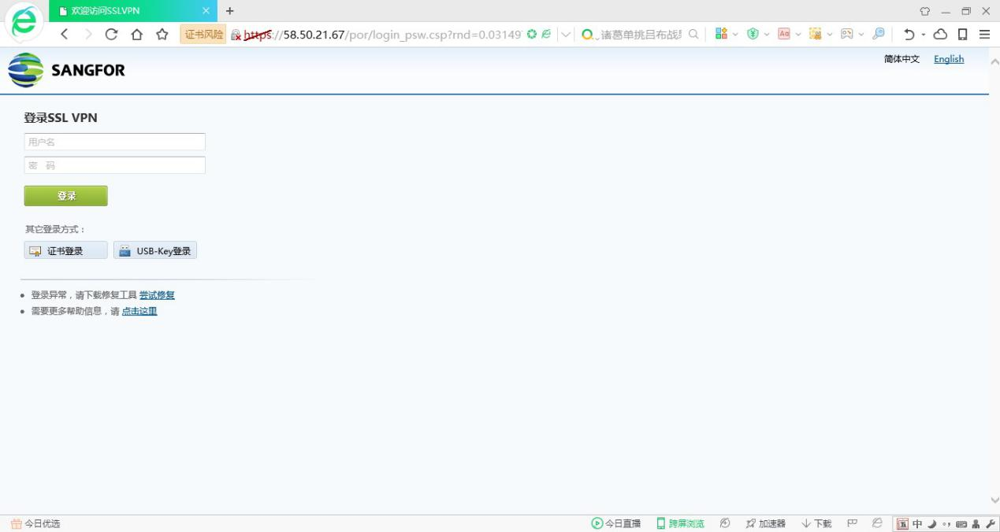 欢迎访问SSLVPN
证书风险 https://58.50.21.67/por/login_psw.csp?rnd=0.03149 诸葛单挑吕布战
简体中文 English
SANGFOR
登录SSL VPN
用户名
密 码
登录
其它登录方式：
证书登录 USB-Key登录
登录异常，请下载修复工具 尝试修复
需要更多帮助信息，请 点击这里
今日优选 今日直播 跨屏浏览 加速器 下载 五 中